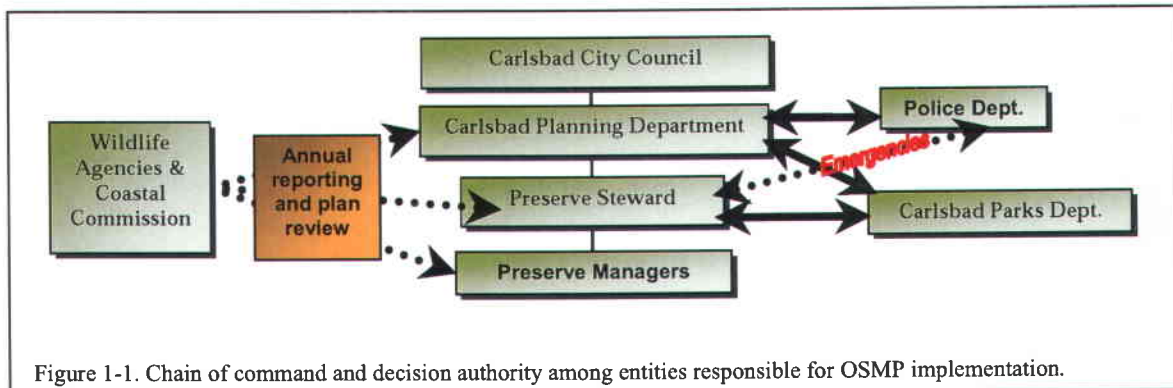 Carlsbad City Council
Carlsbad Planning Department
Police Dept.
Wildlife
Agencies &
Coastal
Commission
Annual
reporting
and plan
review
Emergencies
Preserve Steward
Carlsbad Parks Dept.
Preserve Managers
Figure 1-1. Chain of command and decision authority among entities responsible for OSMP implementation.